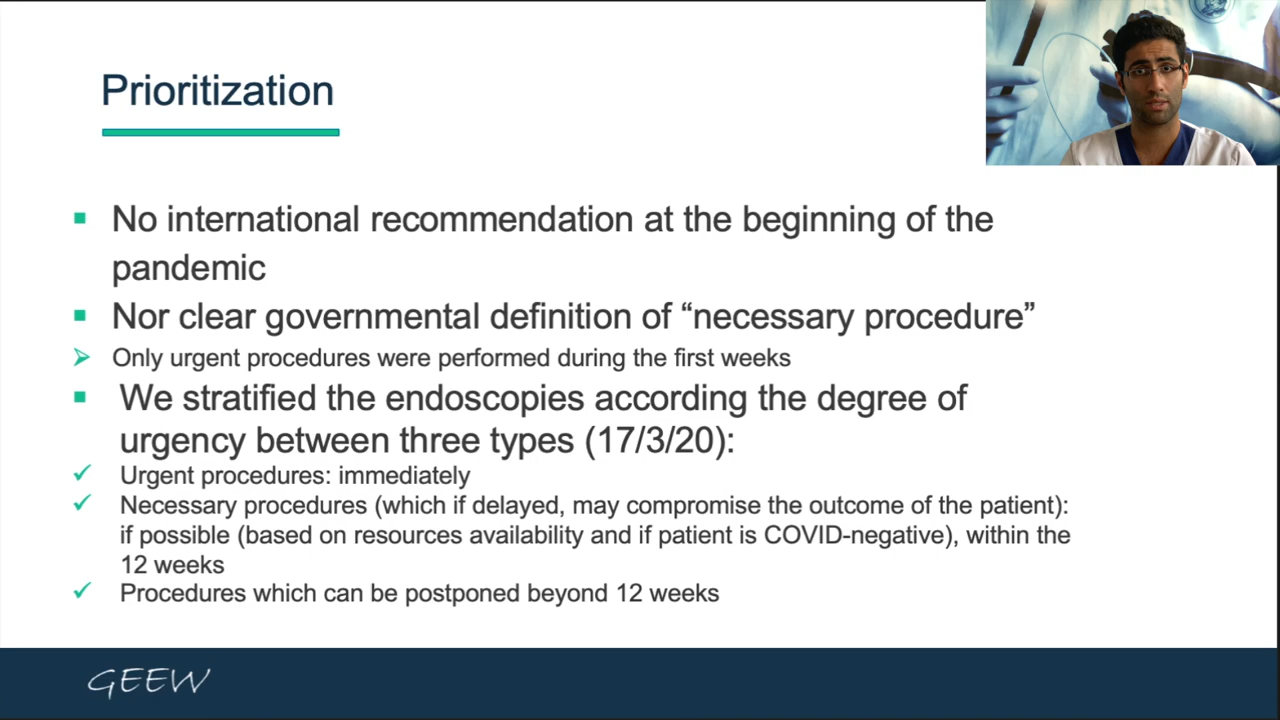 Prioritization
No international recommendation at the beginning of the
pandemic
Nor clear governmental definition of “necessary procedure”
Only urgent procedures were performed during the first weeks
We stratified the endoscopies according the degree of
urgency between three types (17/3/20):
Urgent procedures: immediately
Necessary procedures (which if delayed, may compromise the outcome of the patient):
if possible (based on resources availability and if patient is COVID-negative), within the
12 weeks
Procedures which can be postponed beyond 12 weeks
GEEW